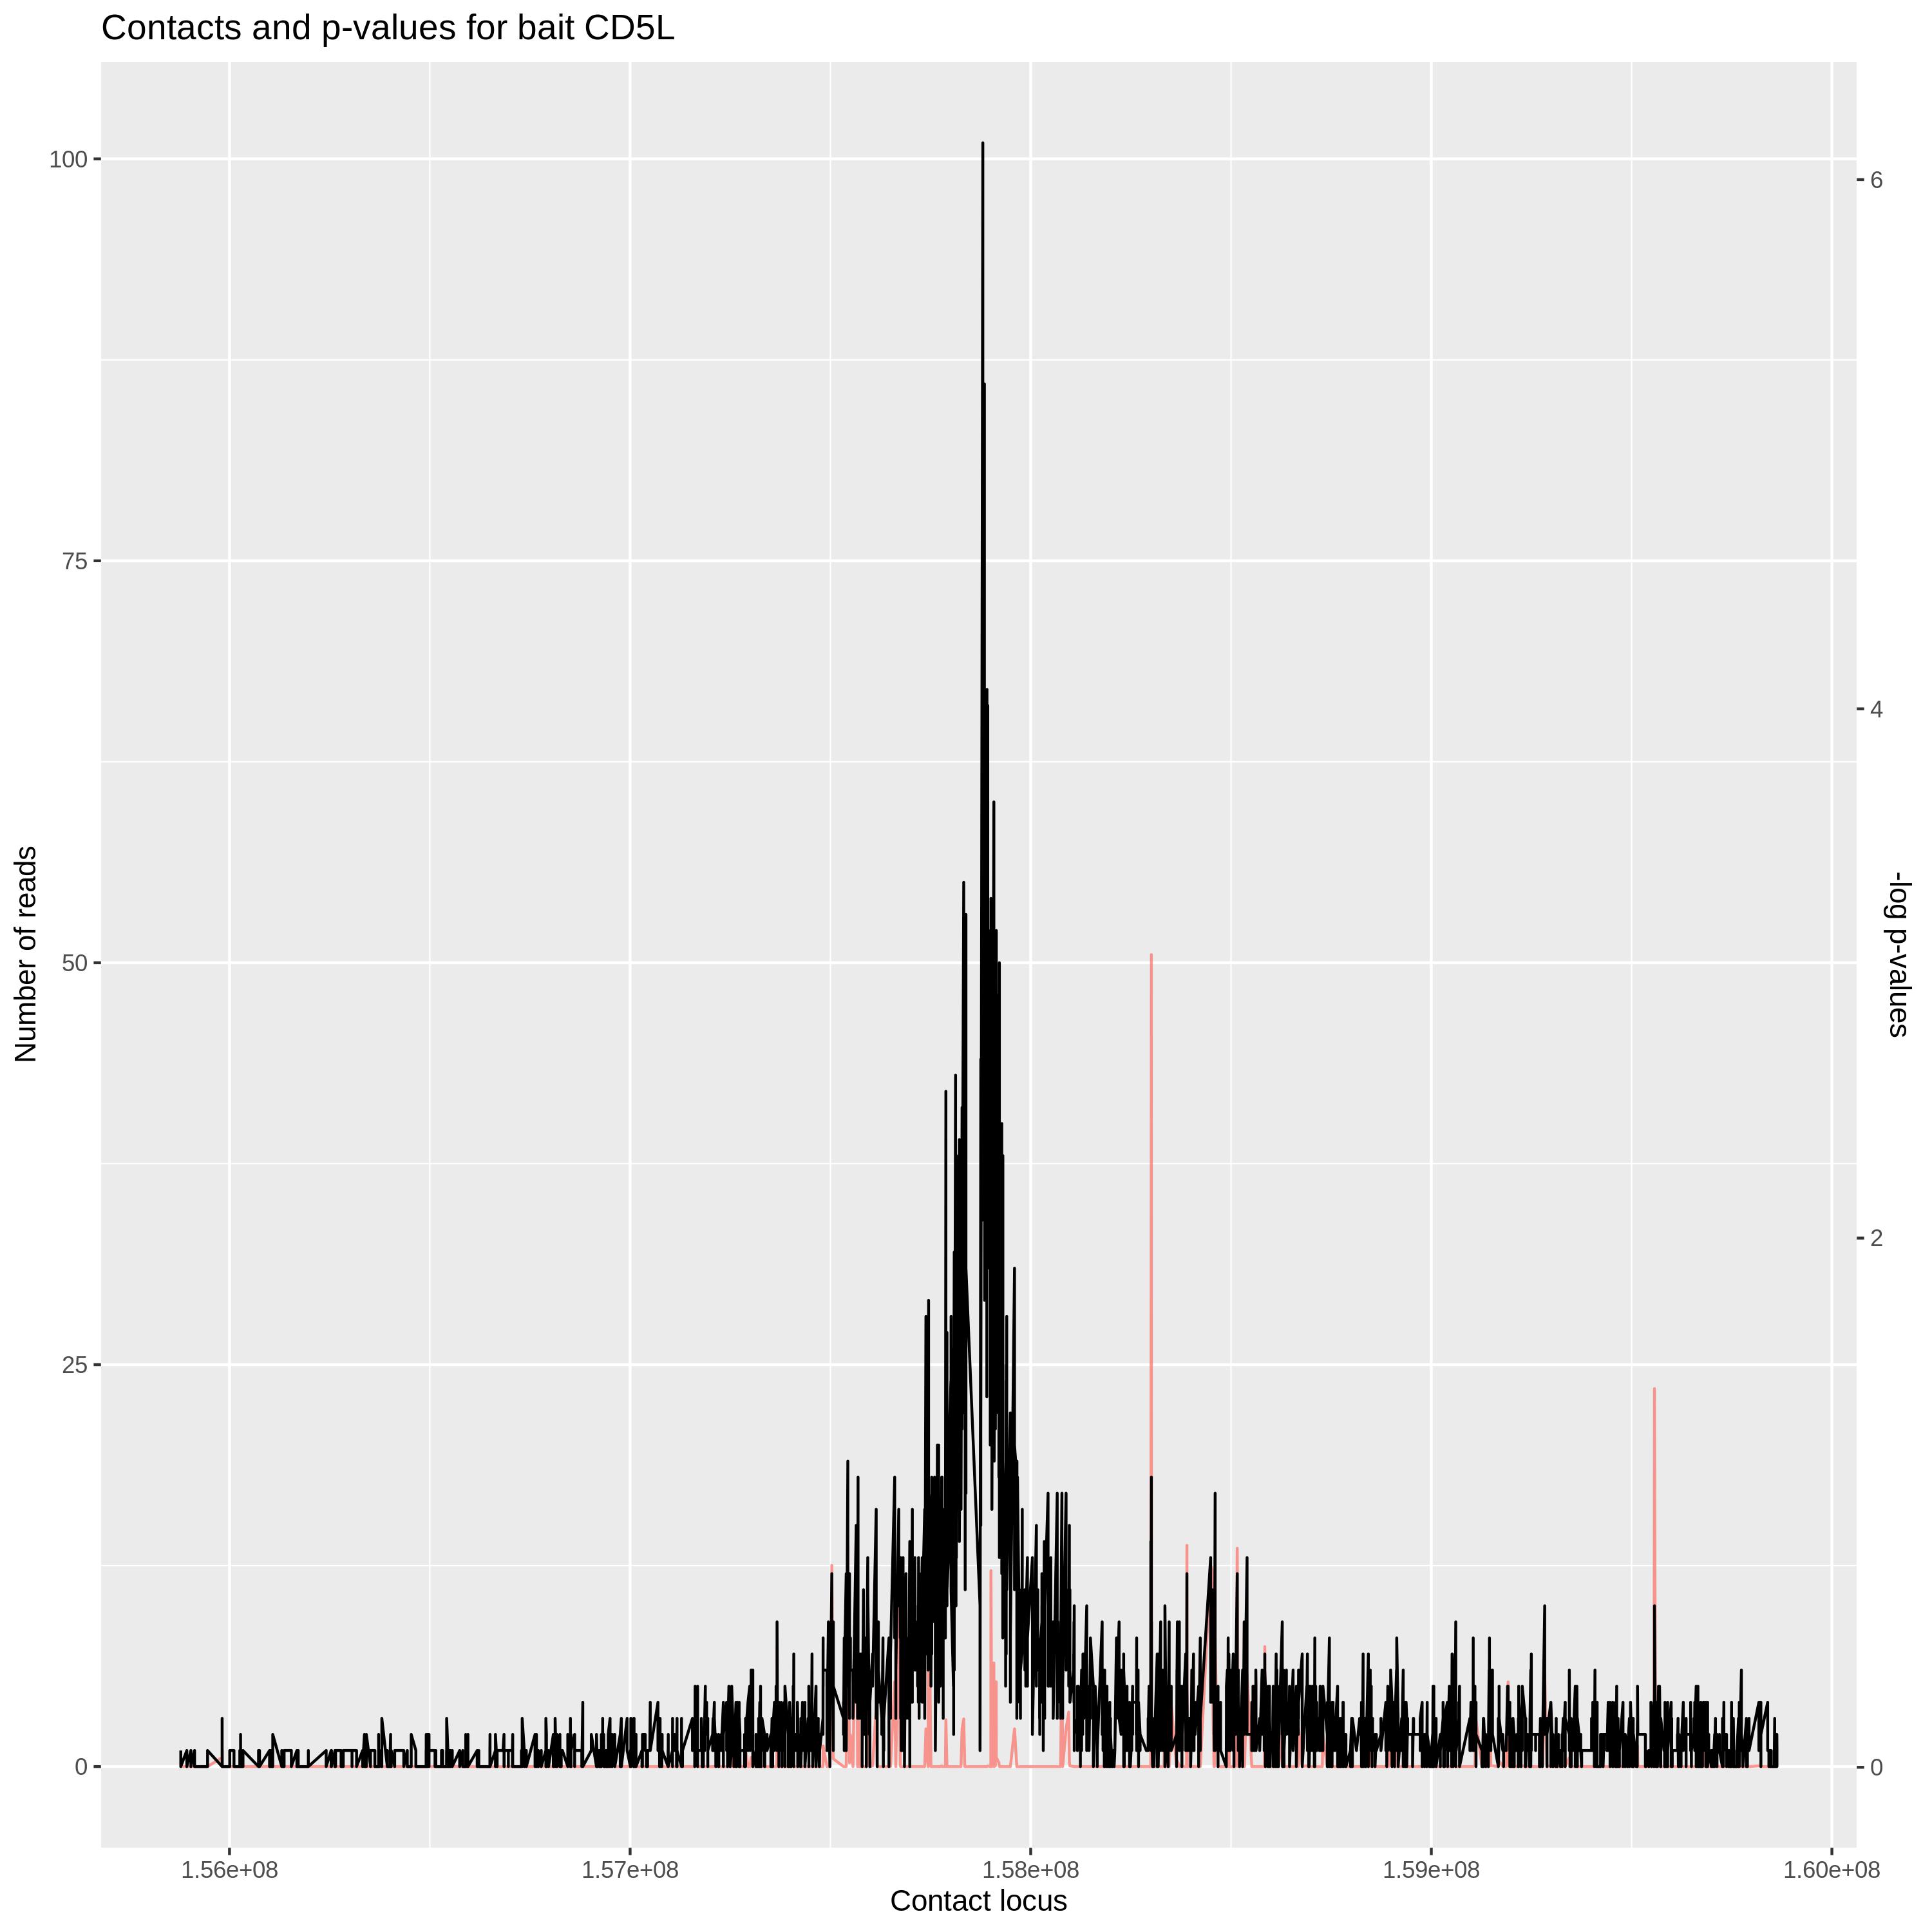 Contacts and p-values for bait CD5L
100
75
50
25
0
Number of reads
6
4
2
0
-log p-values
1.56e+08
1.57e+08
1.58e+08
1.59e+08
1.60e+08
Contact locus